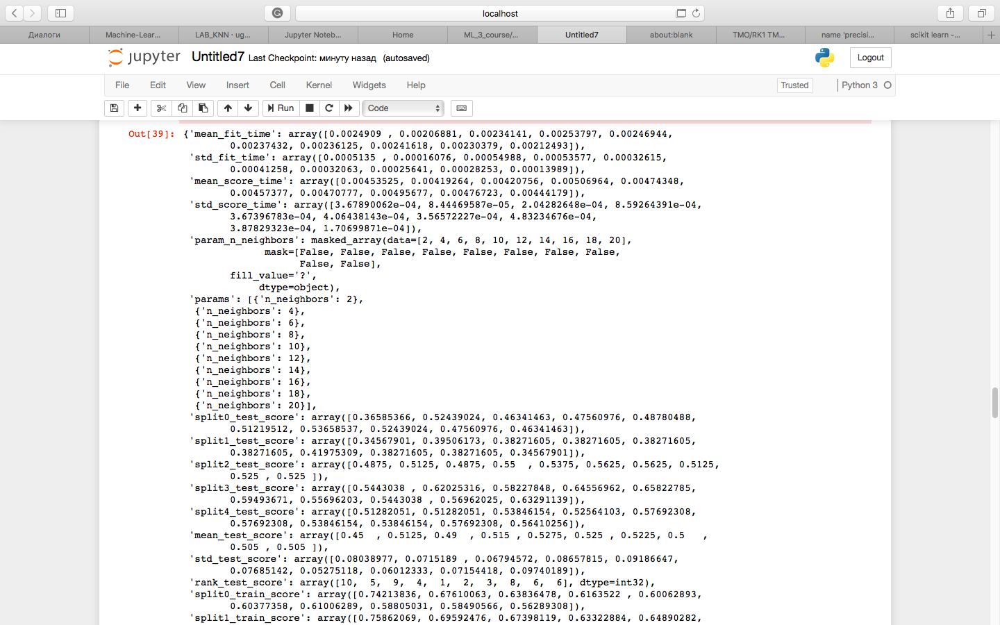 localhost
Диалоги
Machine-Lear...
LAB_KNN · ug...
Jupyter Noteb...
Home
ML_3_course/...
Untitled7
about:blank
TMO/RK1 TM...
name 'precisi...
scikit learn -...
jupyter Untitled7 Last Checkpoint: минуту назад (autosaved)
Logout
File Edit View Insert Cell Kernel Widgets Help
Trusted
Python 3
Run
Code
Out[39]: {'mean_fit_time': array([0.0024909 , 0.00206881, 0.00234141, 0.00253797, 0.00246944,
0.00237432, 0.00236125, 0.00241618, 0.00230379, 0.00212493]),
'std_fit_time': array([0.0005135 , 0.00016076, 0.00054988, 0.00053577, 0.00032615,
0.00041258, 0.00032063, 0.00025641, 0.00028253, 0.00013989]),
'mean_score_time': array([0.00453525, 0.00419264, 0.00420756, 0.00506964, 0.00474348,
0.00457377, 0.00470777, 0.00495677, 0.00476723, 0.00444179]),
'std_score_time': array([3.67890062e-04, 8.44469587e-05, 2.04282648e-04, 8.59264391e-04,
3.67396783e-04, 4.06438143e-04, 3.56572227e-04, 4.83234676e-04,
3.87829323e-04, 1.70699871e-04]),
'param_n_neighbors': masked_array(data=[2, 4, 6, 8, 10, 12, 14, 16, 18, 20],
mask=[False, False, False, False, False, False, False, False,
False, False],
fill_value='?',
dtype=object),
'params': [{'n_neighbors': 2},
{'n_neighbors': 4},
{'n_neighbors': 6},
{'n_neighbors': 8},
{'n_neighbors': 10},
{'n_neighbors': 12},
{'n_neighbors': 14},
{'n_neighbors': 16},
{'n_neighbors': 18},
{'n_neighbors': 20}],
'split0_test_score': array([0.36585366, 0.52439024, 0.46341463, 0.47560976, 0.48780488,
0.51219512, 0.53658537, 0.52439024, 0.47560976, 0.46341463]),
'split1_test_score': array([0.34567901, 0.39506173, 0.38271605, 0.38271605, 0.38271605,
0.38271605, 0.41975309, 0.38271605, 0.38271605, 0.34567901]),
'split2_test_score': array([0.4875, 0.5125, 0.4875, 0.55  , 0.5375, 0.5625, 0.5625, 0.5125,
0.525 , 0.525 ]),
'split3_test_score': array([0.5443038 , 0.62025316, 0.58227848, 0.64556962, 0.65822785,
0.59493671, 0.55696203, 0.5443038 , 0.56962025, 0.63291139]),
'split4_test_score': array([0.51282051, 0.51282051, 0.53846154, 0.52564103, 0.57692308,
0.57692308, 0.53846154, 0.53846154, 0.57692308, 0.56410256]),
'mean_test_score': array([0.45  , 0.5125, 0.49  , 0.515 , 0.5275, 0.525 , 0.5225, 0.5   ,
0.505 , 0.505 ]),
'std_test_score': array([0.08038977, 0.0715189 , 0.06794572, 0.08657815, 0.09186647,
0.07685142, 0.05275118, 0.06012333, 0.07154418, 0.09740189]),
'rank_test_score': array([10,  5,  9,  4,  1,  2,  3,  8,  6,  6], dtype=int32),
'split0_train_score': array([0.74213836, 0.67610063, 0.63836478, 0.6163522 , 0.60062893,
0.60377358, 0.61006289, 0.58805031, 0.58490566, 0.56289308]),
'split1_train_score': array([0.75862069, 0.69592476, 0.67398119, 0.63322884, 0.64890282,